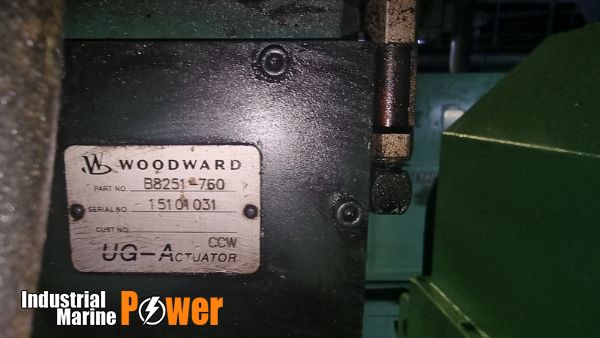 WOODWARD
PART NO. B8251-760
SERIAL NO. 15101031
CUST NO.
CCW
UG-ACTUATOR
Industrial Marine Power